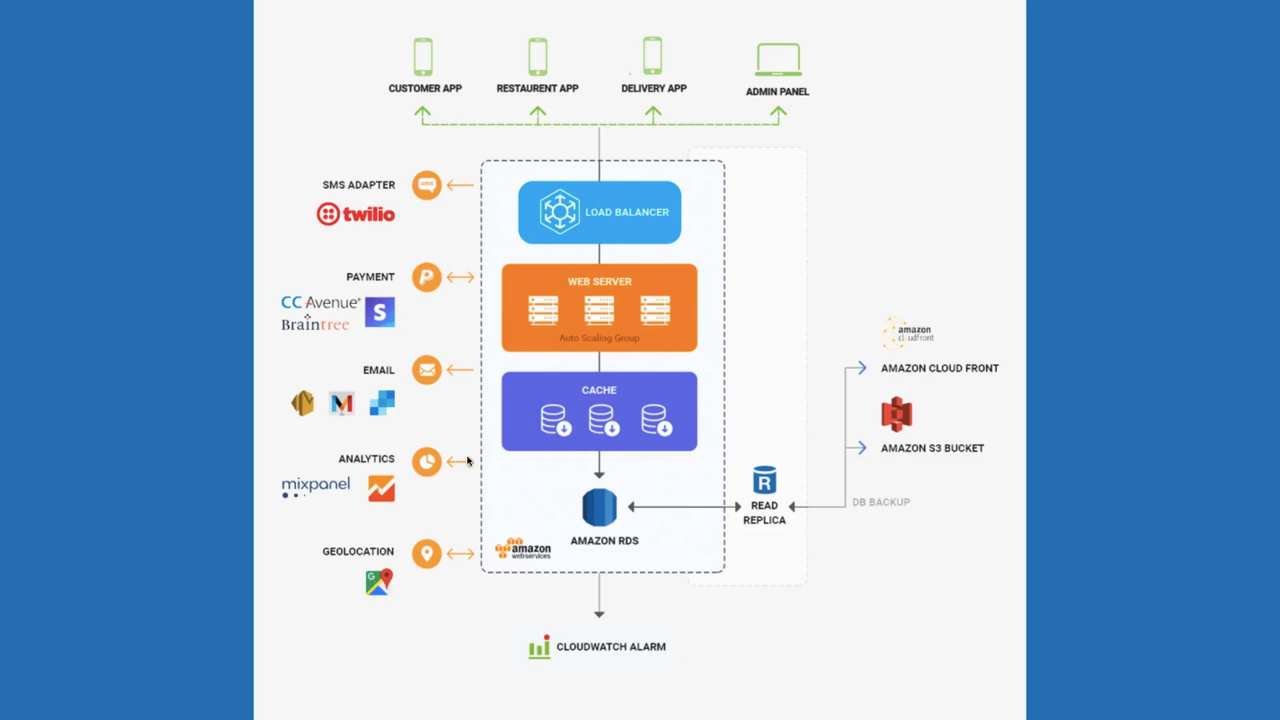 CUSTOMER APP
RESTAURENT APP
DELIVERY APP
ADMIN PANEL
SMS ADAPTER
SMS
twilio
LOAD BALANCER
PAYMENT
CC Avenue
Braintree
S
WEB SERVER
Auto Scaling Group
EMAIL
M
CACHE
amazon
cloudfront
AMAZON CLOUD FRONT
AMAZON S3 BUCKET
ANALYTICS
mixpanel
R
READ
REPLICA
DB BACKUP
AMAZON RDS
amazon
webservices
GEOLOCATION
G
CLOUDWATCH ALARM